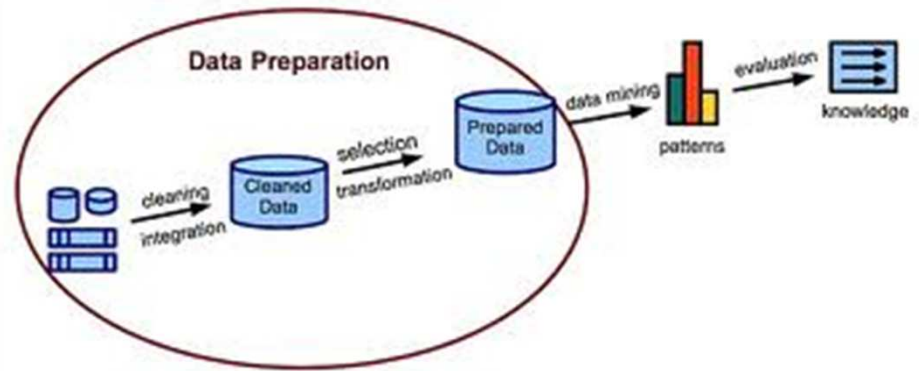 Data Preparation
cleaning
integration
Cleaned
Data
selection
transformation
Prepared
Data
data mining
patterns
evaluation
knowledge